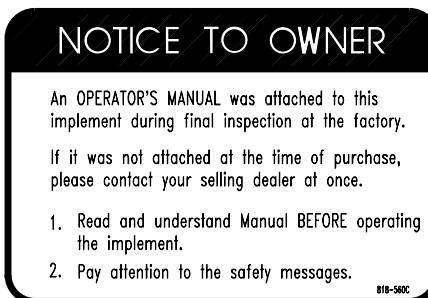 NOTICE TO OWNER
An OPERATOR'S MANUAL was attached to this
implement during final inspection at the factory.
If it was not attached at the time of purchase,
please contact your selling dealer at once.
1. Read and understand Manual BEFORE operating
the implement.
2. Pay attention to the safety messages.
818-560C